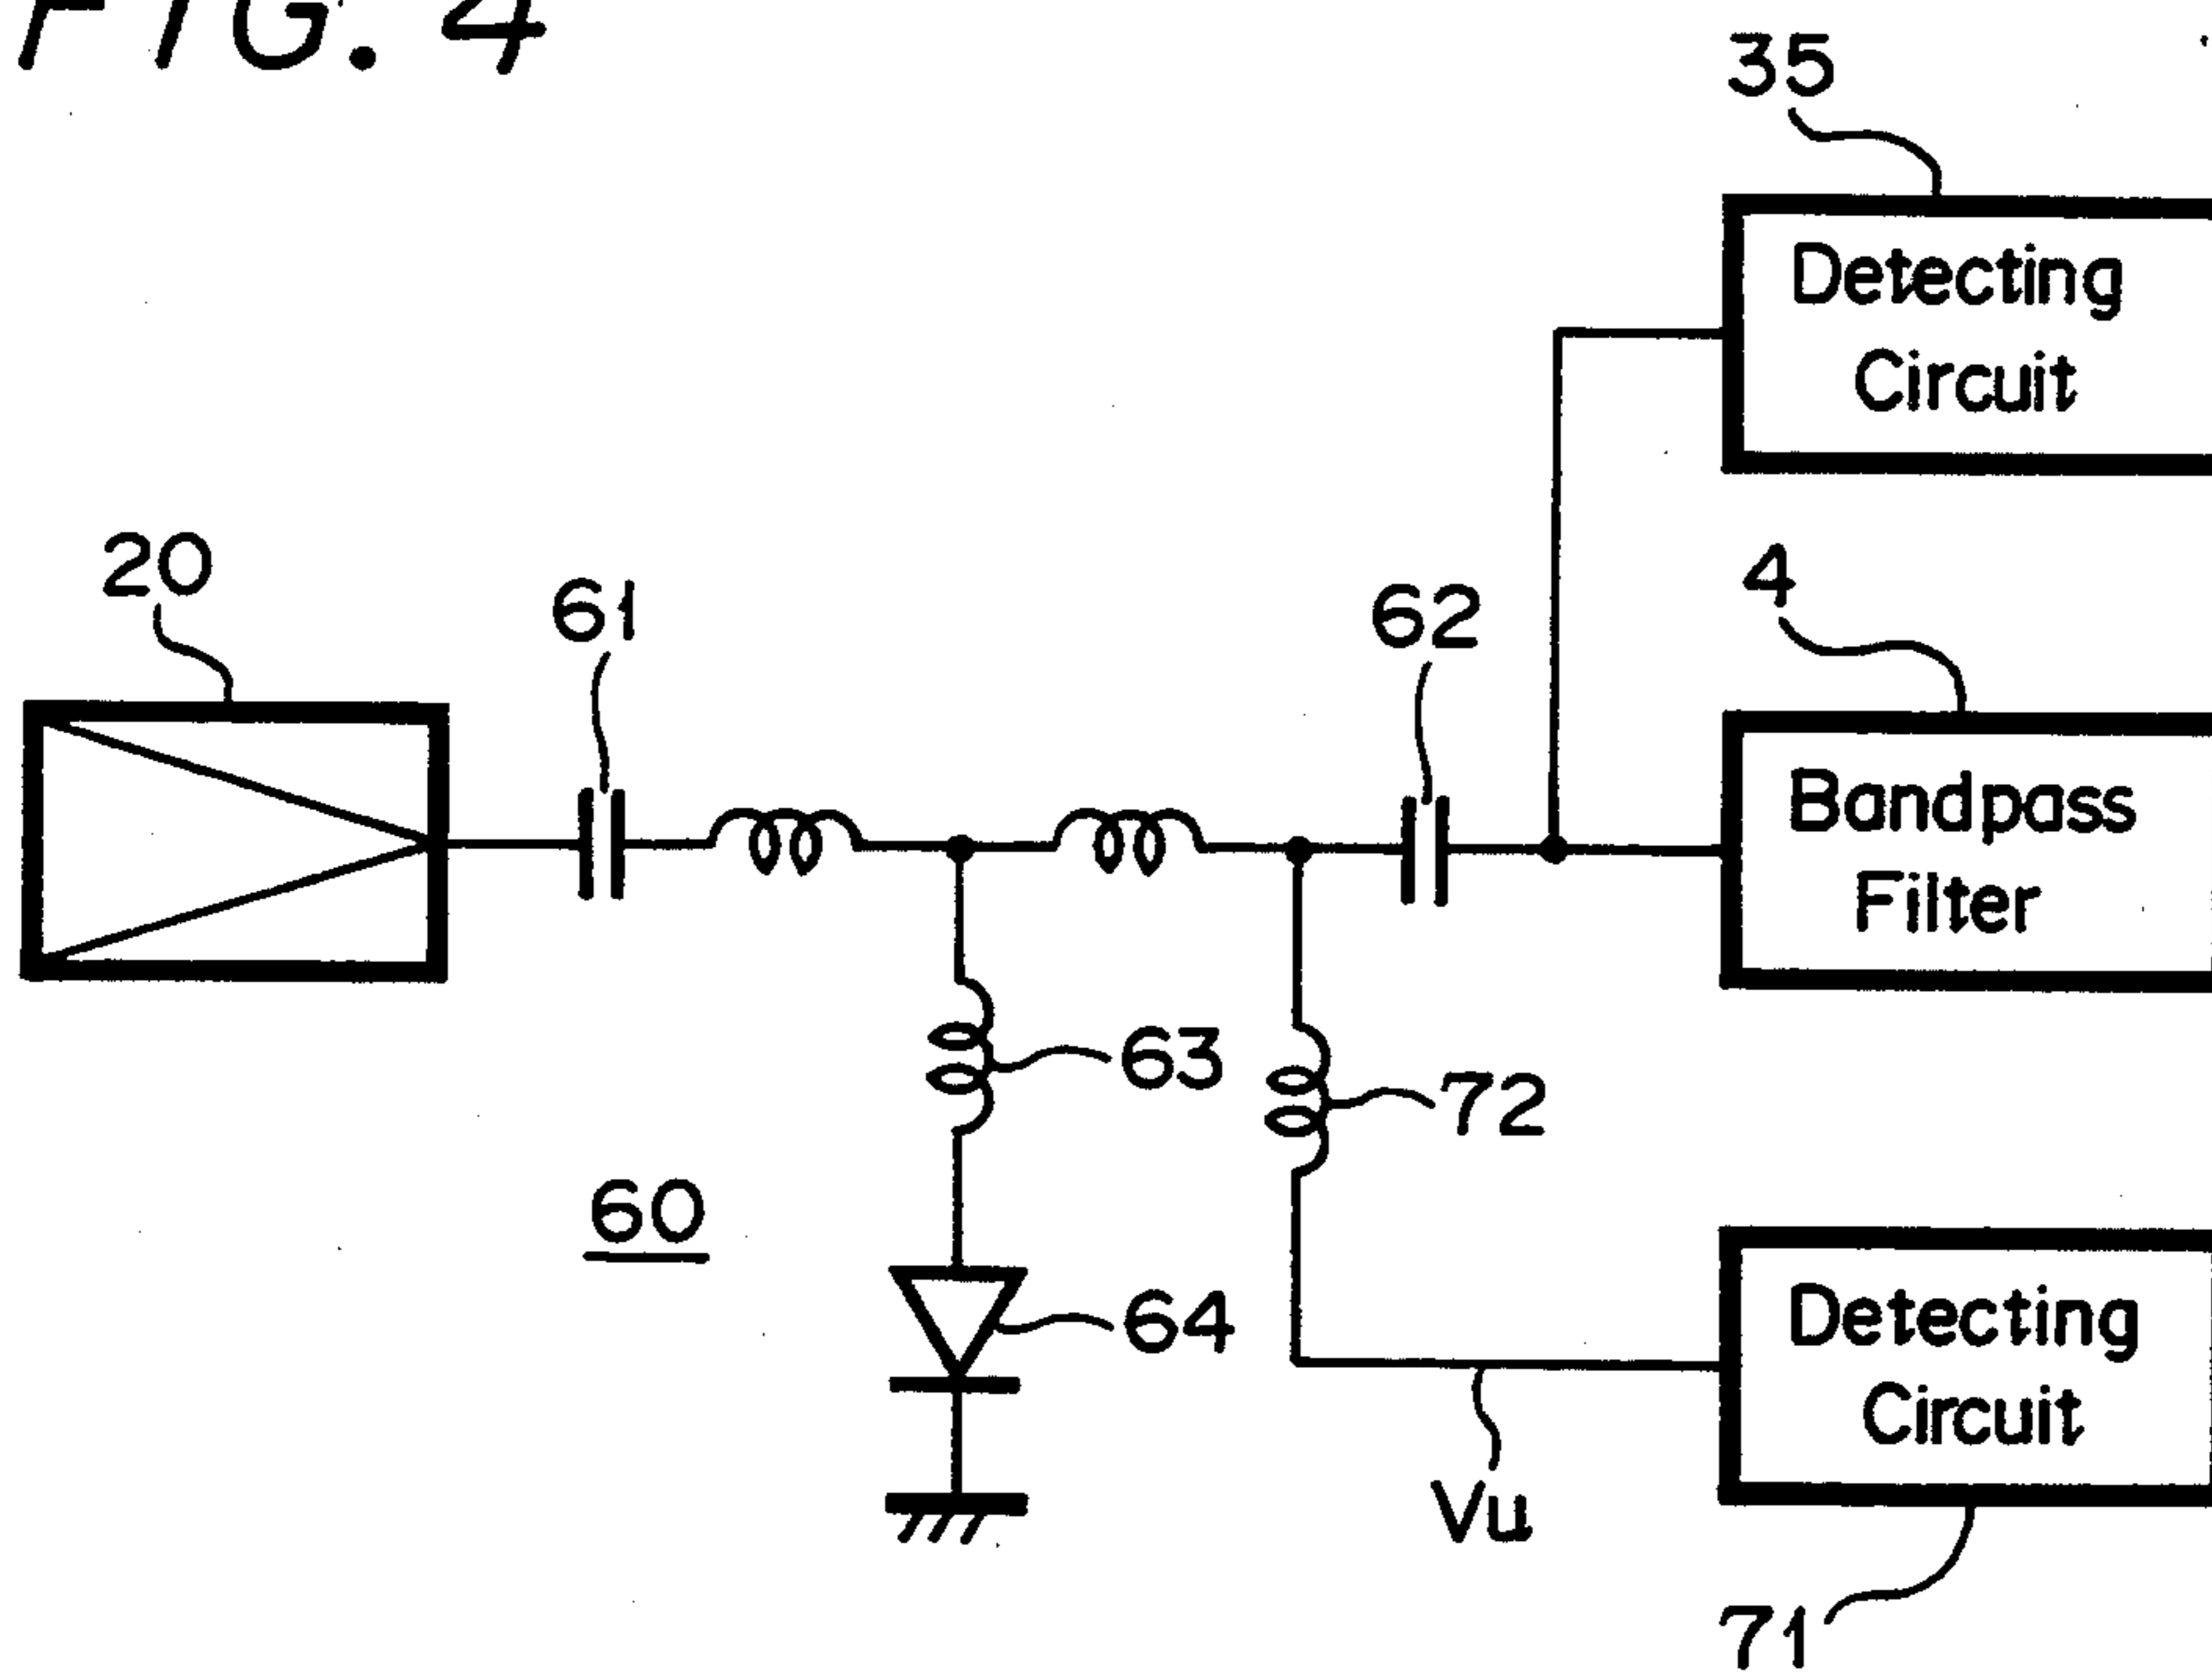 FIG. 4
35
Detecting
Circuit
20
61
62
4
Bandpass
Filter
63
72
60
64
Detecting
Circuit
Vu
71